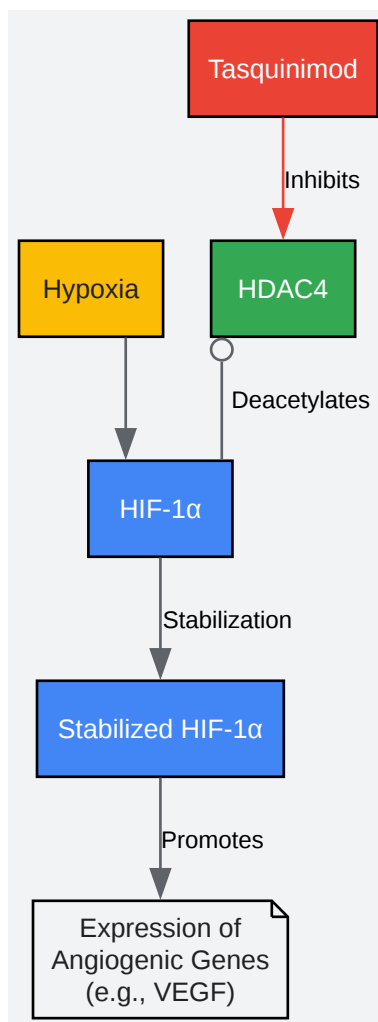 Tasquinimod
Inhibits
Hypoxia
HDAC4
Deacetylates
HIF-1α
Stabilization
Stabilized HIF-1α
Promotes
Expression of
Angiogenic Genes
(e.g., VEGF)